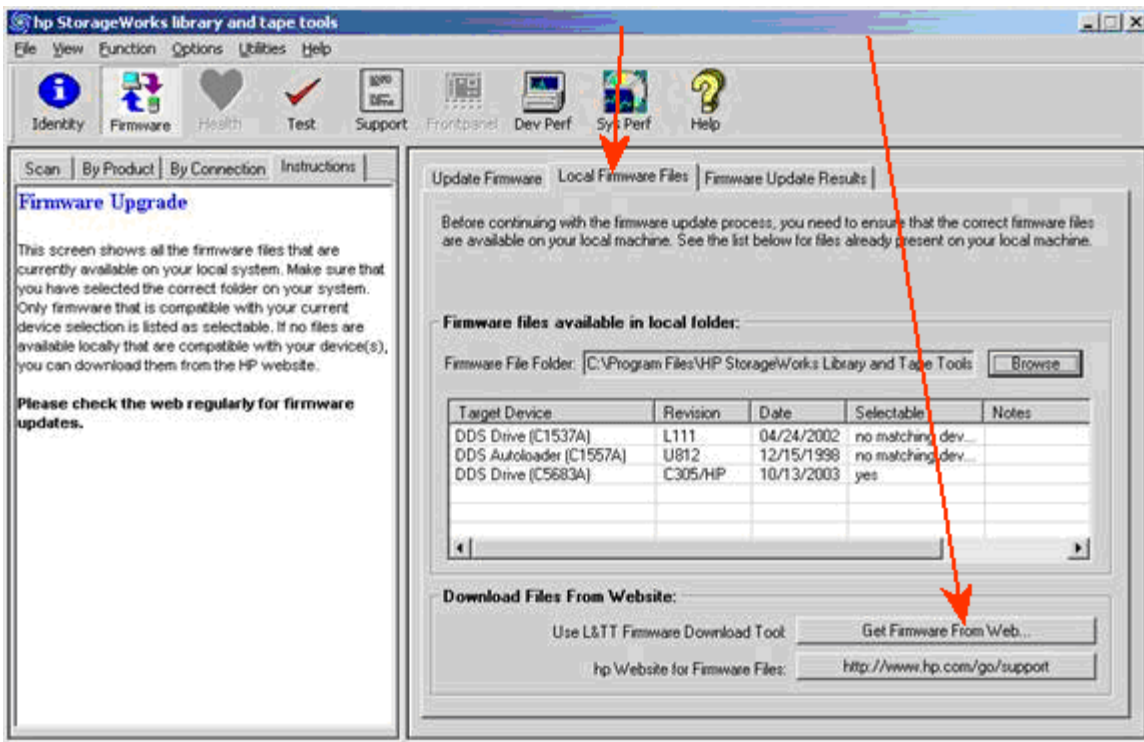 hp StorageWorks library and tape tools
File View Function Options Utilities Help
Identity Firmware Health Test Support Frontpanel Dev Perf Sys Perf Help
Scan By Product By Connection Instructions
Firmware Upgrade
This screen shows all the firmware files that are
currently available on your local system. Make sure that
you have selected the correct folder on your system.
Only firmware that is compatible with your current
device selection is listed as selectable. If no files are
available locally that are compatible with your device(s),
you can download them from the HP website.
Please check the web regularly for firmware
updates.
Update Firmware Local Firmware Files Firmware Update Results
Before continuing with the firmware update process, you need to ensure that the correct firmware files
are available on your local machine. See the list below for files already present on your local machine.
Firmware files available in local folder:
Firmware File Folder: C:\Program Files\HP StorageWorks Library and Tape Tools Browse
Target Device Revision Date Selectable Notes
DDS Drive (C1537A) L111 04/24/2002 no matching dev...
DDS Autoloader (C1557A) U812 12/15/1998 no matching dev...
DDS Drive (C5683A) C305/HP 10/13/2003 yes
Download Files From Website:
Use L&TT Firmware Download Tool: Get Firmware From Web...
hp Website for Firmware Files: http://www.hp.com/go/support